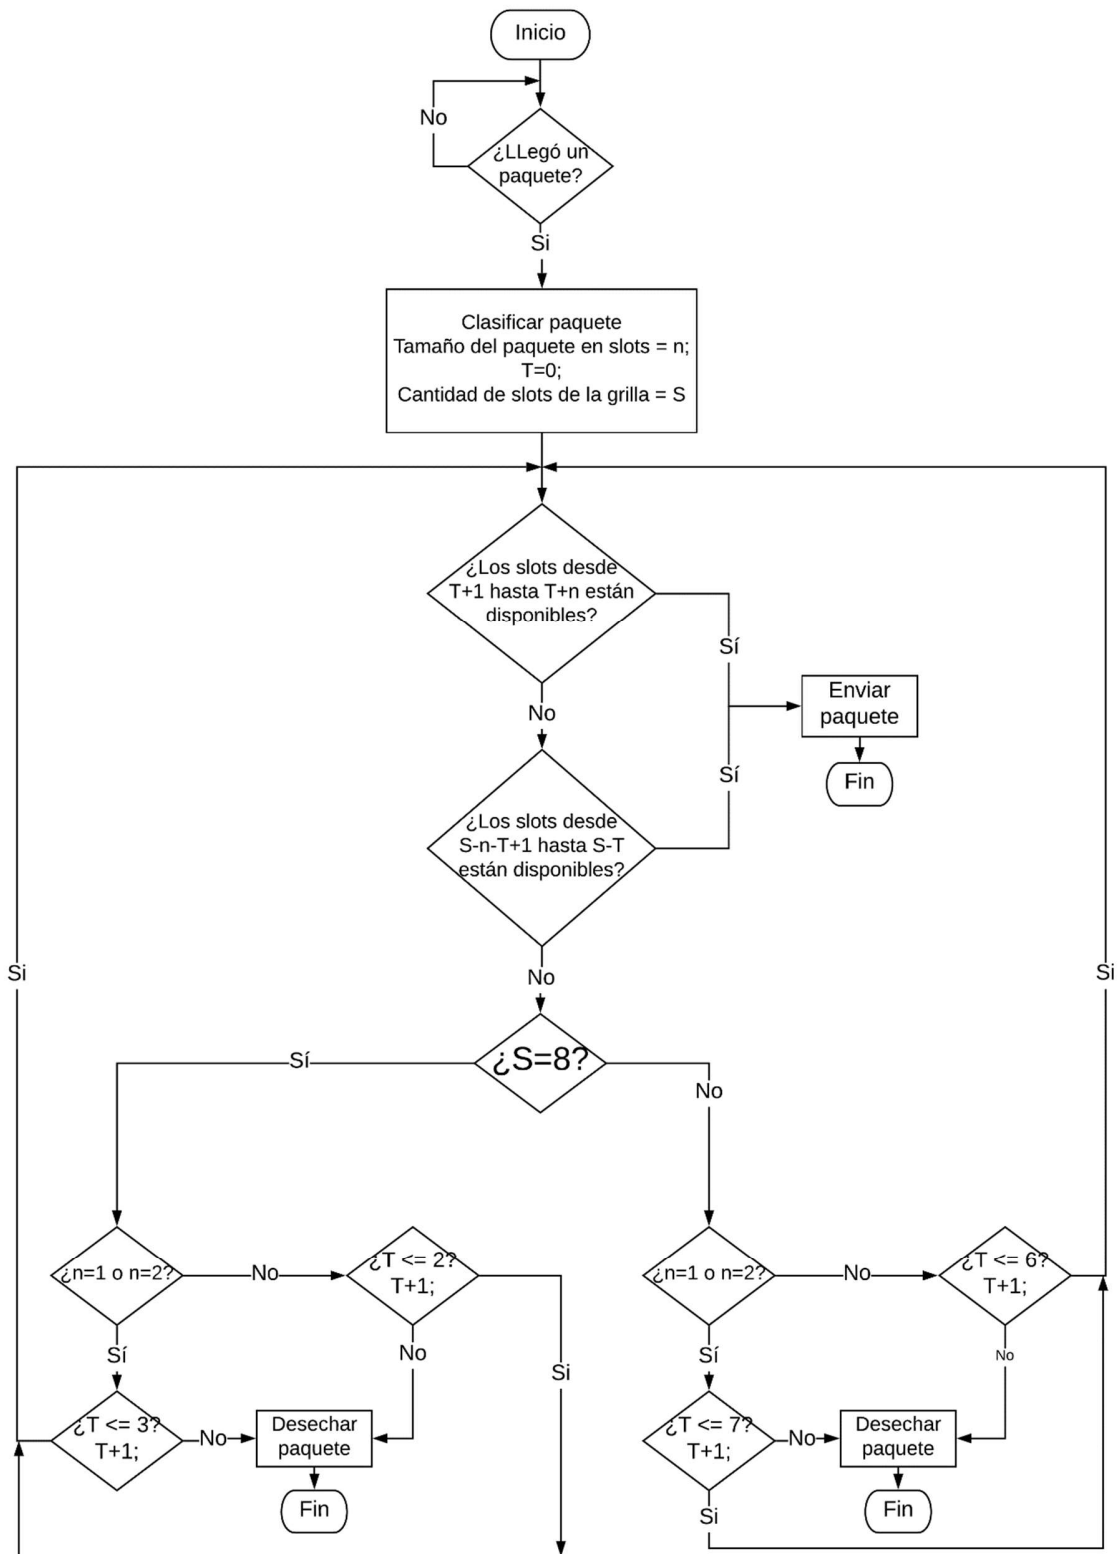 Inicio
No
¿LLegó un
paquete?
Si
Clasificar paquete
Tamaño del paquete en slots = n;
T=0;
Cantidad de slots de la grilla = S
¿Los slots desde
T+1 hasta T+n están
disponibles?
Sí
No
Enviar
paquete
Fin
Sí
¿Los slots desde
S-n-T+1 hasta S-T
están disponibles?
Si
No
Si
¿S=8?
Sí
No
¿n=1 o n=2?
No
¿T <= 2?
T+1;
¿n=1 o n=2?
No
¿T <= 6?
T+1;
Sí
No
Si
Sí
No
¿T <= 3?
T+1;
No
Desechar
paquete
¿T <= 7?
T+1;
No
Desechar
paquete
Fin
Si
Fin